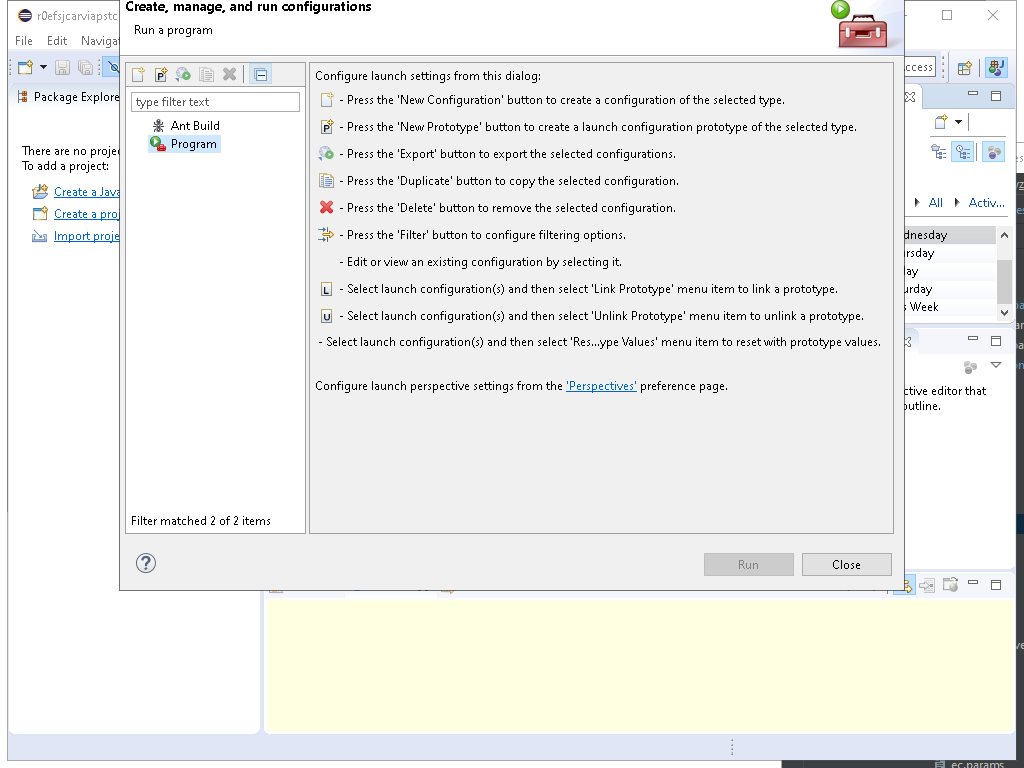 Create, manage, and run configurations
r0efsjcarviapstc
Run a program
File Edit Naviga
ccess
Package Explore
type filter text
Ant Build
Program
Filter matched 2 of 2 items
Configure launch settings from this dialog:
- Press the 'New Configuration' button to create a configuration of the selected type.
- Press the 'New Prototype' button to create a launch configuration prototype of the selected type.
- Press the 'Export' button to export the selected configurations.
- Press the 'Duplicate' button to copy the selected configuration.
- Press the 'Delete' button to remove the selected configuration.
- Press the 'Filter' button to configure filtering options.
- Edit or view an existing configuration by selecting it.
- Select launch configuration(s) and then select 'Link Prototype' menu item to link a prototype.
- Select launch configuration(s) and then select 'Unlink Prototype' menu item to unlink a prototype.
- Select launch configuration(s) and then select 'Res...ype Values' menu item to reset with prototype values.
Configure launch perspective settings from the 'Perspectives' preference page.
Run
Close
There are no projec
To add a project:
Create a Java
Create a proj
Import proje
All
Activ...
dnesday
rsday
ay
urday
s Week
ctive editor that
outline.
ec.params